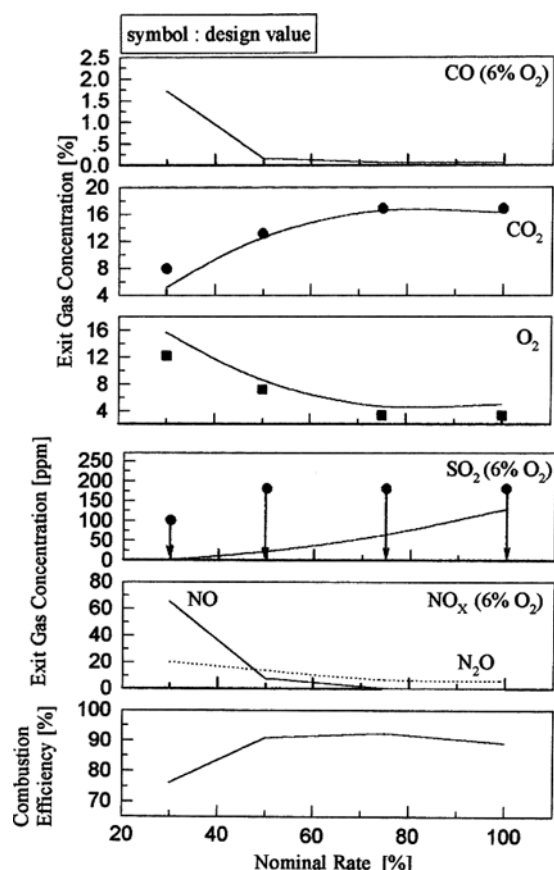 symbol : design value
2.5
2.0
1.5
1.0
.5
0.0
CO (6% O₂)
20
16
12
8
4
CO₂
Exit Gas Concentration [%]
16
12
8
4
O₂
250
200
150
100
50
0
SO₂ (6% O₂)
Exit Gas Concentration [ppm]
80
60
40
20
0
NO
NOX (6% O₂)
N₂O
100
90
80
70
Combustion
Efficiency [%]
20 40 60 80 100
Nominal Rate [%]